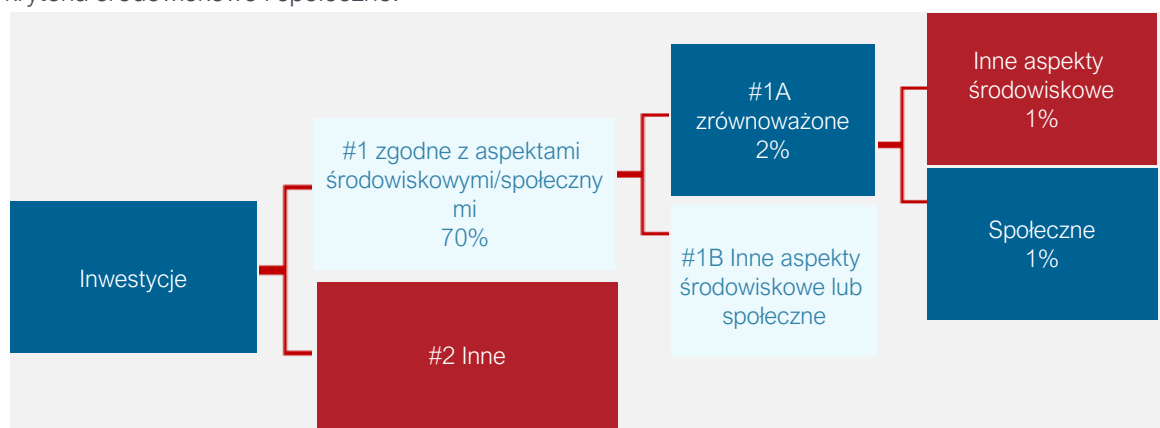 Inwestycje
#1 zgodne z aspektami
środowiskowymi/społeczny
mi
70%
#2 Inne
#1A
zrównoważone
2%
#1B Inne aspekty
środowiskowe lub
społeczne
Inne aspekty
środowiskowe
1%
Społeczne
1%